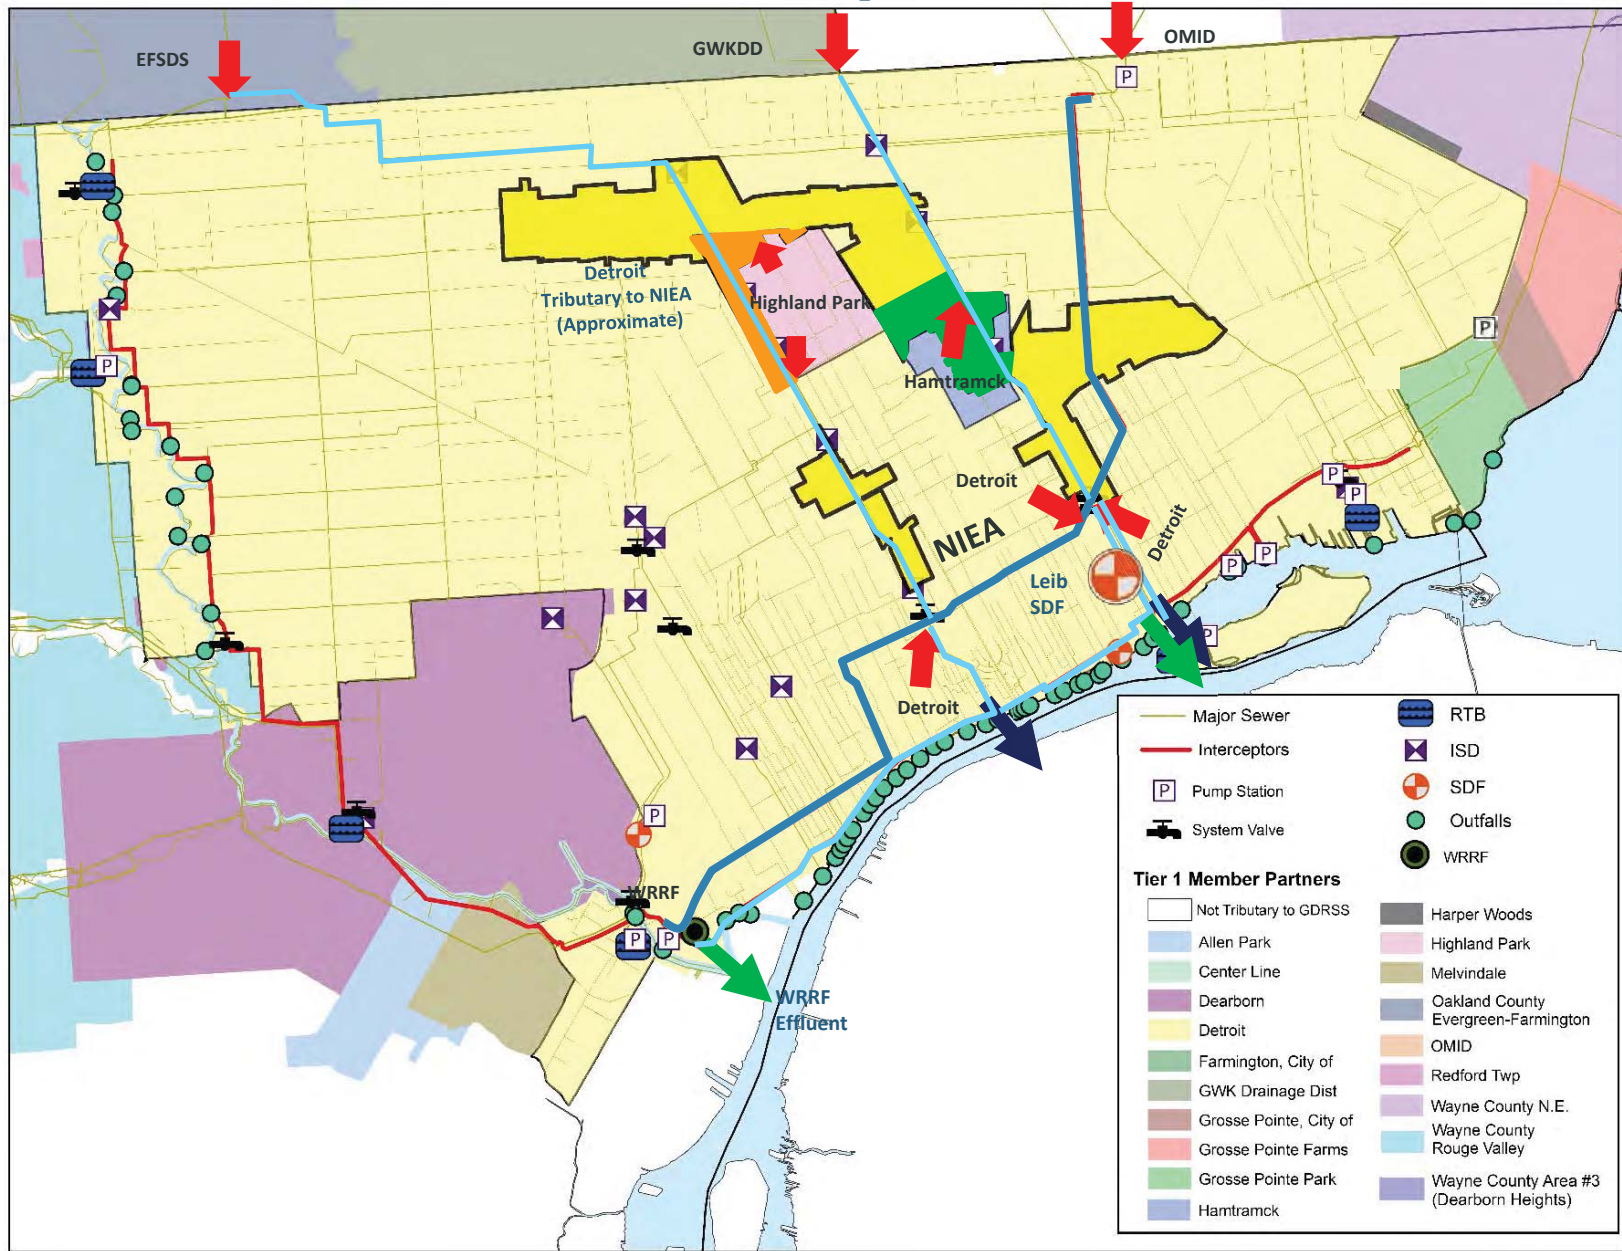 EFSDS
GWKDD
OMID
P
Detroit
Tributary to NIEA
(Approximate)
Highland Park
P
P
Hamtramck
Detroit
P
P
NIEA
Detroit
P
P
Leib
SDF
P
Detroit
P
WRRF
P
P
WRRF
Effluent
Major Sewer
Interceptors
P
Pump Station
System Valve
RTB
ISD
SDF
Outfalls
WRRF
Tier 1 Member Partners
Not Tributary to GDRSS
Allen Park
Center Line
Dearborn
Detroit
Farmington, City of
GWK Drainage Dist
Grosse Pointe, City of
Grosse Pointe Farms
Grosse Pointe Park
Hamtramck
Harper Woods
Highland Park
Melvindale
Oakland County
Evergreen-Farmington
OMID
Redford Twp
Wayne County N.E.
Wayne County
Rouge Valley
Wayne County Area #3
(Dearborn Heights)